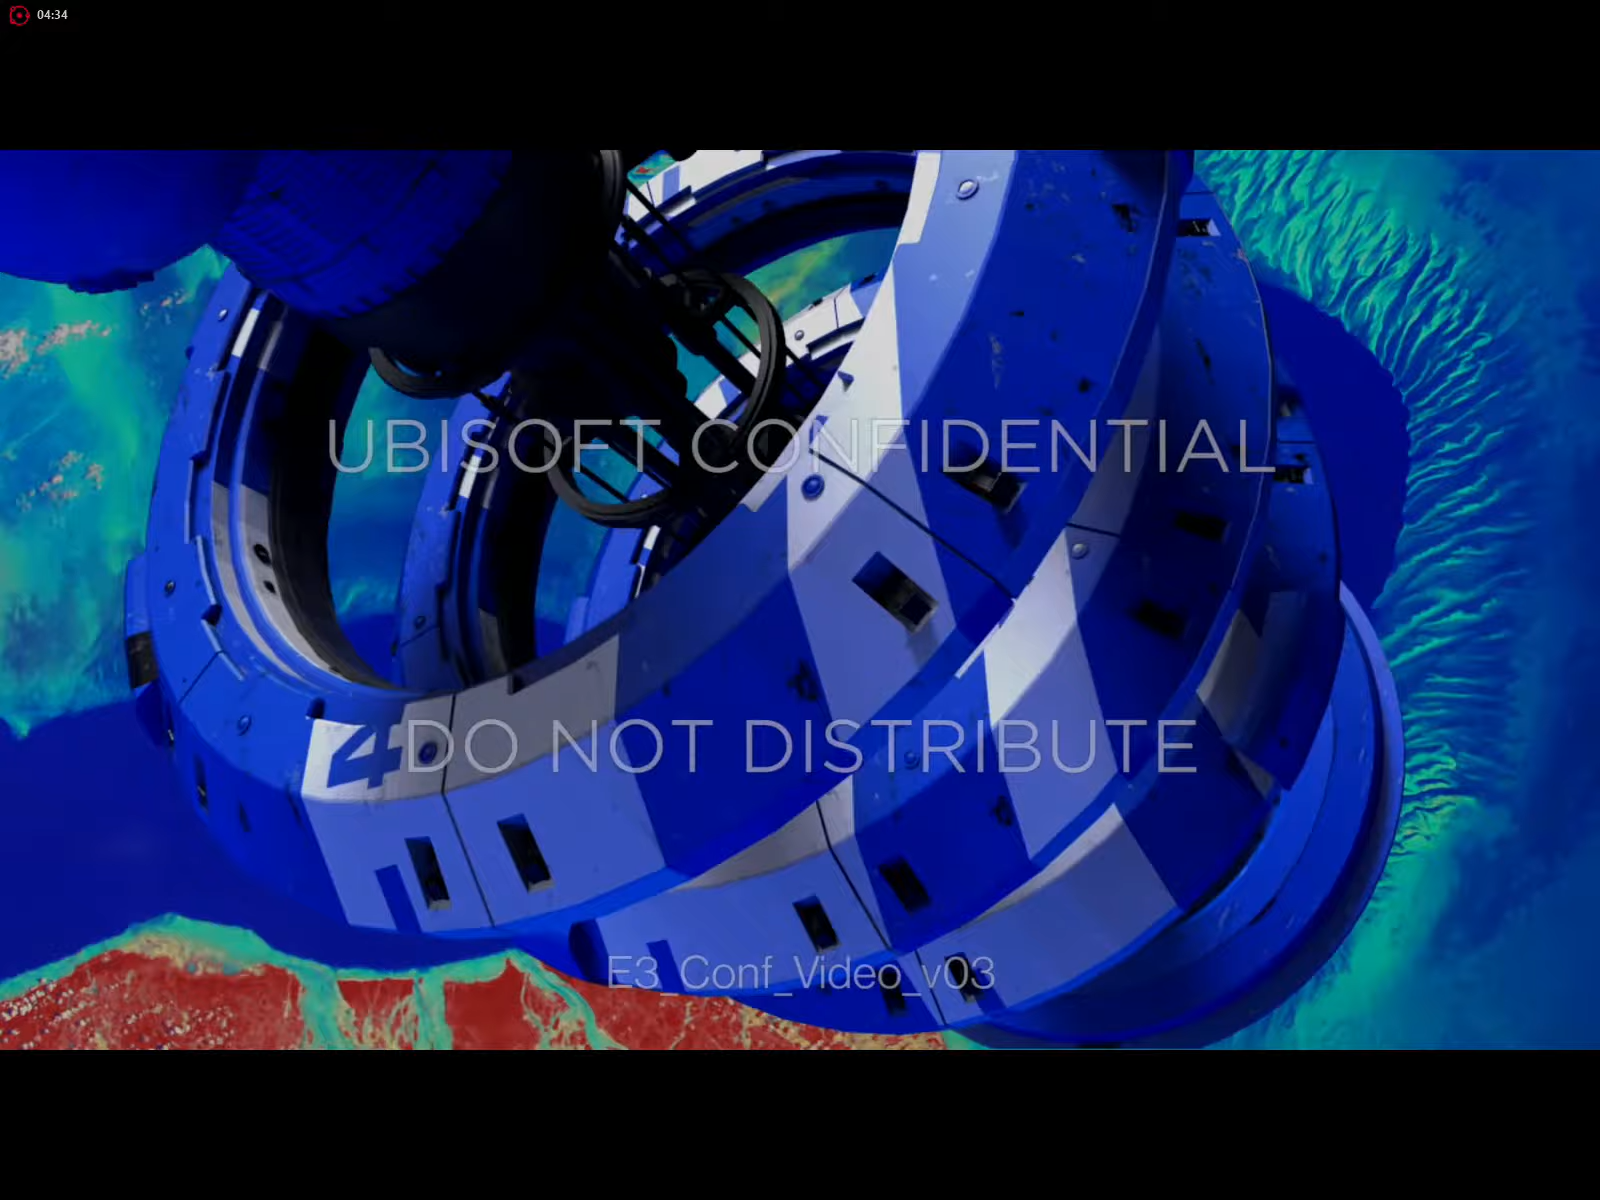 04:34
UBISOFT CONFIDENTIAL
4
DO NOT DISTRIBUTE
E3_Conf_Video_v03